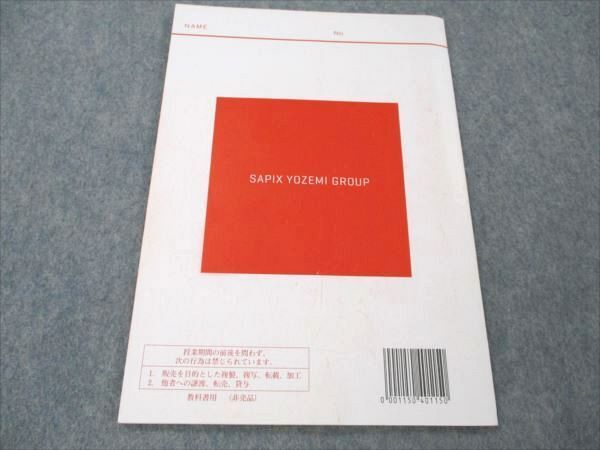 NAME
No
SAPIX YOZEMI GROUP
授業期間の前後を問わず、
次の行為は禁じられています。
1. 販売を目的とした複製、複写、転載、加工
2. 他者への譲渡、転売、貸与
教科書用 (非売品)
0 001150 401150